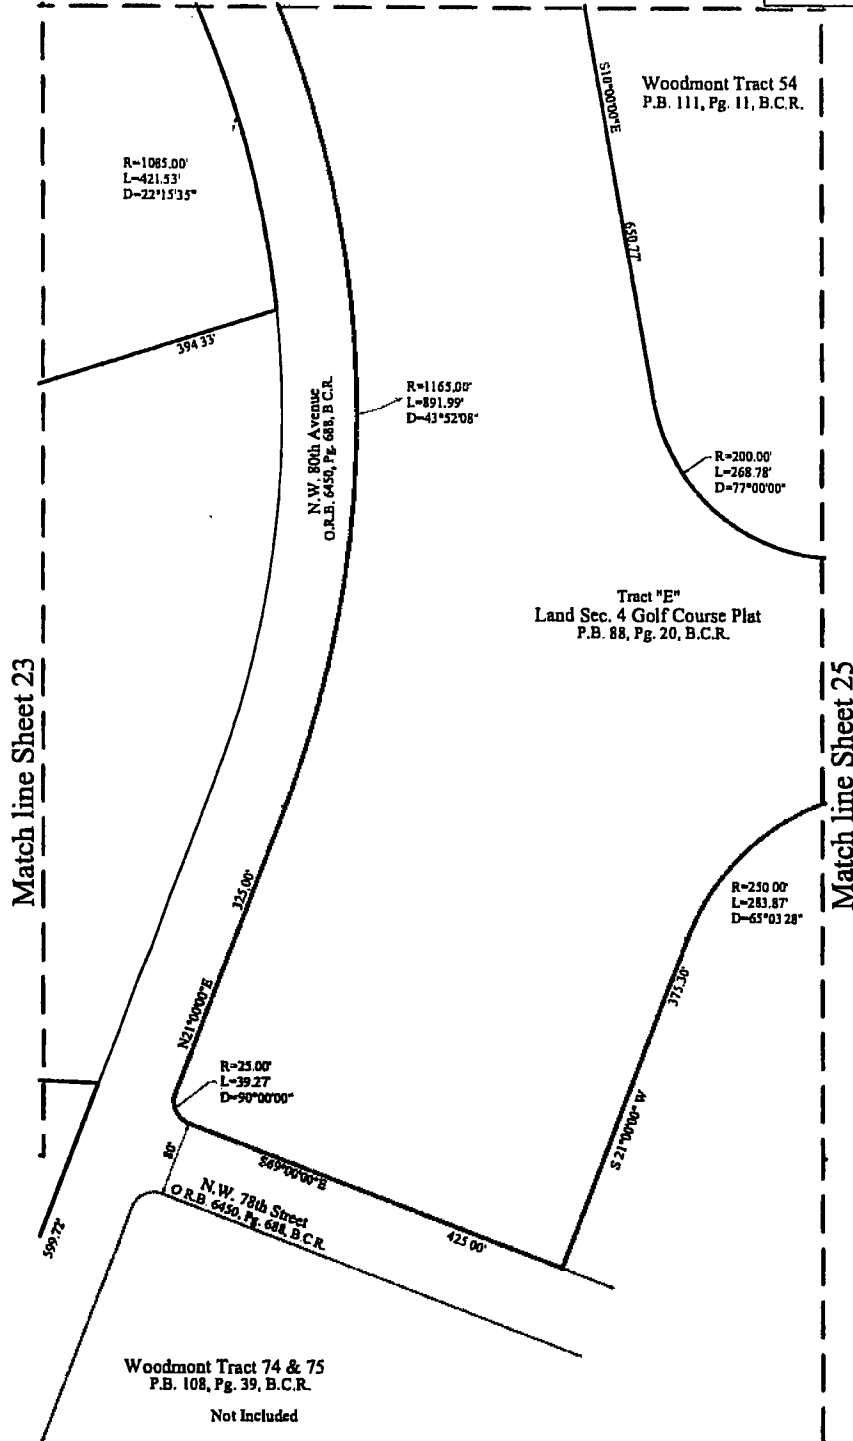 S10°00'00"E
Woodmont Tract 54
P.B. 111, Pg. 11, B.C.R.
R=1085.00'
L=421.53'
D=22°15'35"
650.77'
394.33'
R=1165.00'
L=891.99'
D=43°52'08"
N.W. 80th Avenue
O.R.B. 6450, Pg. 688, B.C.R.
R=200.00'
L=268.78'
D=77°00'00"
Tract "E"
Land Sec. 4 Golf Course Plat
P.B. 88, Pg. 20, B.C.R.
Match line Sheet 23
Match line Sheet 25
325.00'
R=250.00'
L=283.87'
D=65°03'28"
375.30'
N21°00'00"E
R=25.00'
L=39.27'
D=90°00'00"
S 21°00'00" W
80'
S69°00'00"E
N.W. 78th Street
O.R.B. 6450, Pg. 688, B.C.R.
425.00'
599.72'
Woodmont Tract 74 & 75
P.B. 108, Pg. 39, B.C.R.
Not Included